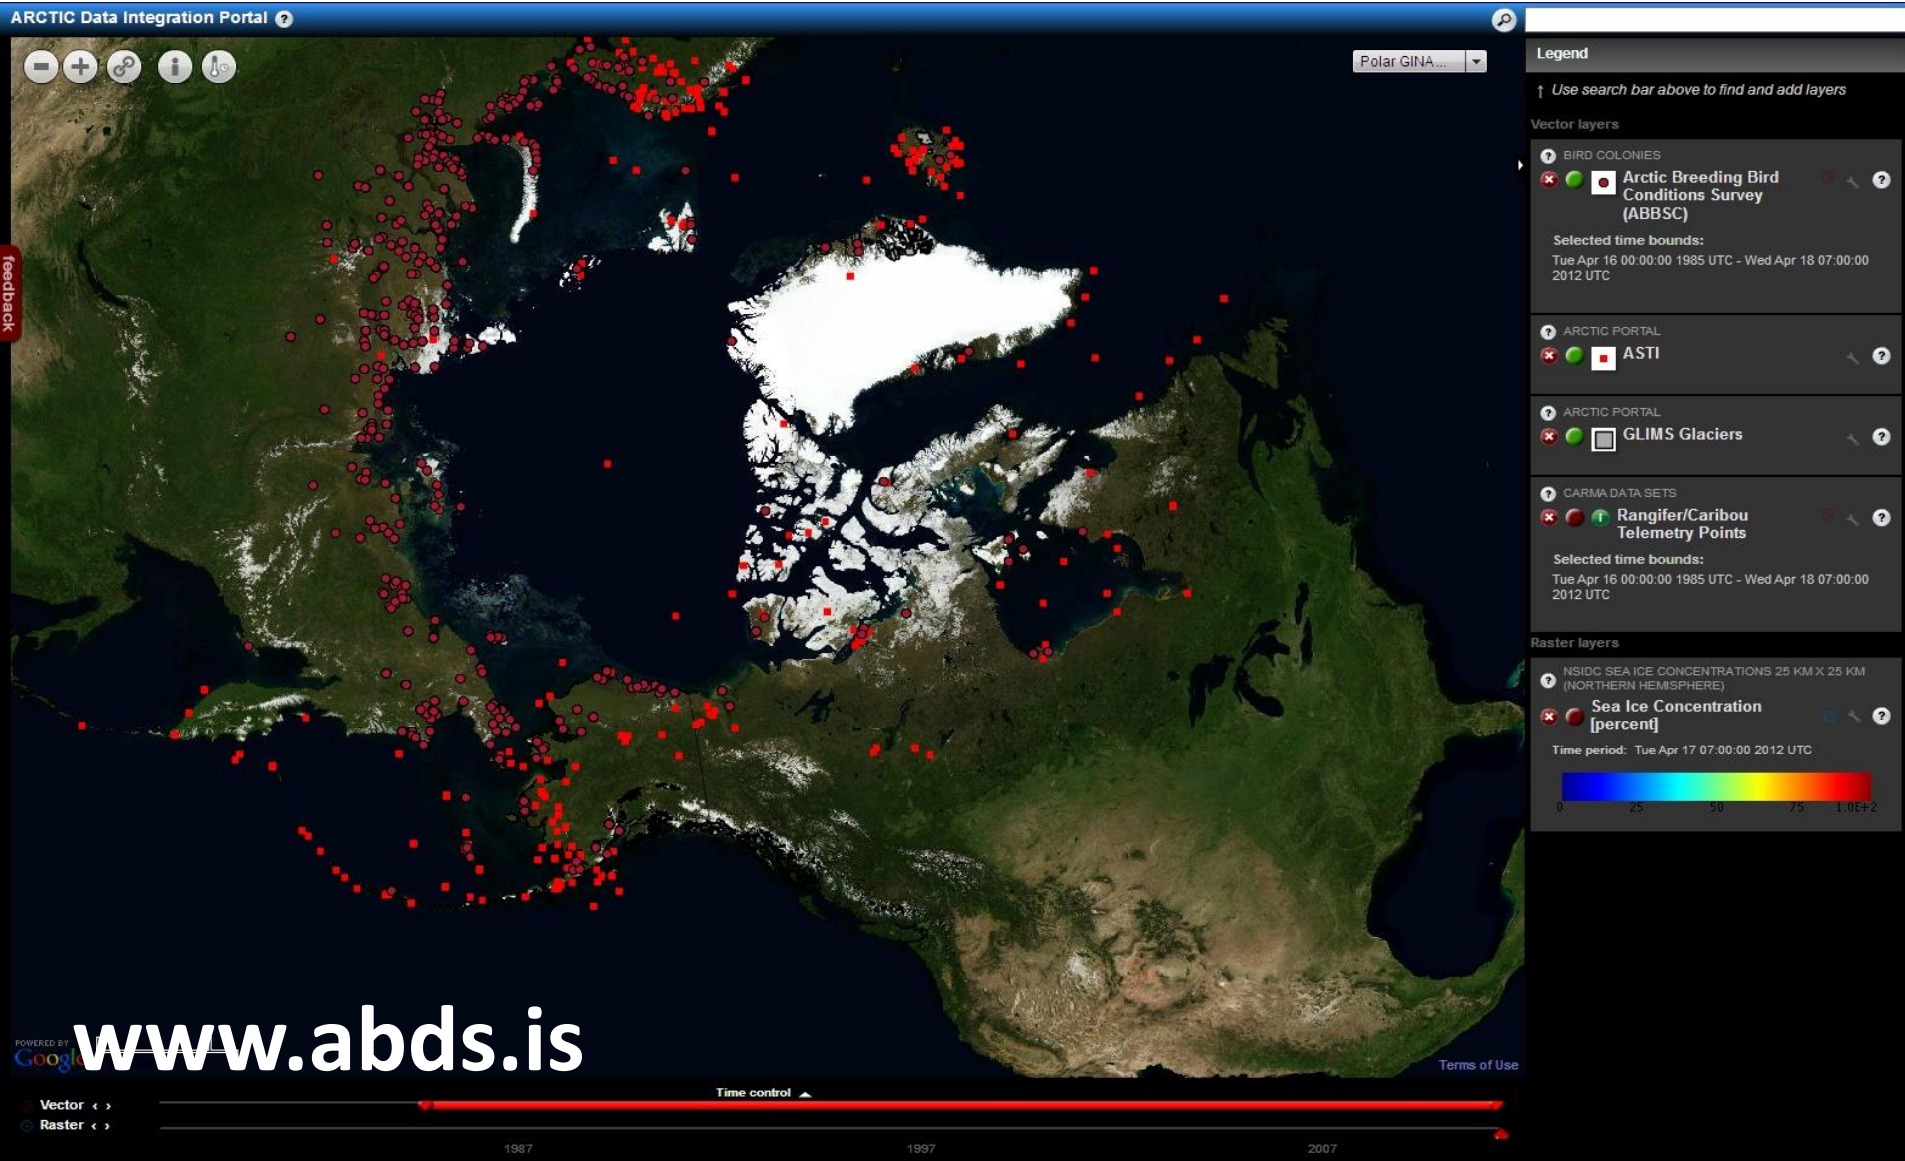 ARCTIC Data Integration Portal ?
Polar GINA...
feedback
Legend
↑ Use search bar above to find and add layers
Vector layers
? BIRD COLONIES
Arctic Breeding Bird
Conditions Survey
(ABBSC)
Selected time bounds:
Tue Apr 16 00:00:00 1985 UTC - Wed Apr 18 07:00:00
2012 UTC
? ARCTIC PORTAL
ASTI ?
? ARCTIC PORTAL
GLIMS Glaciers ?
? CARMA DATA SETS
Rangifer/Caribou
Telemetry Points
Selected time bounds:
Tue Apr 16 00:00:00 1985 UTC - Wed Apr 18 07:00:00
2012 UTC
Raster layers
NSIDC SEA ICE CONCENTRATIONS 25 KM X 25 KM
(NORTHERN HEMISPHERE)
Sea Ice Concentration
[percent]
Time period: Tue Apr 17 07:00:00 2012 UTC
0 25 50 75 1.0E+2
www.abds.is
POWERED BY
Google
Terms of Use
Time control
Vector ‹ ›
Raster ‹ ›
1987 1997 2007